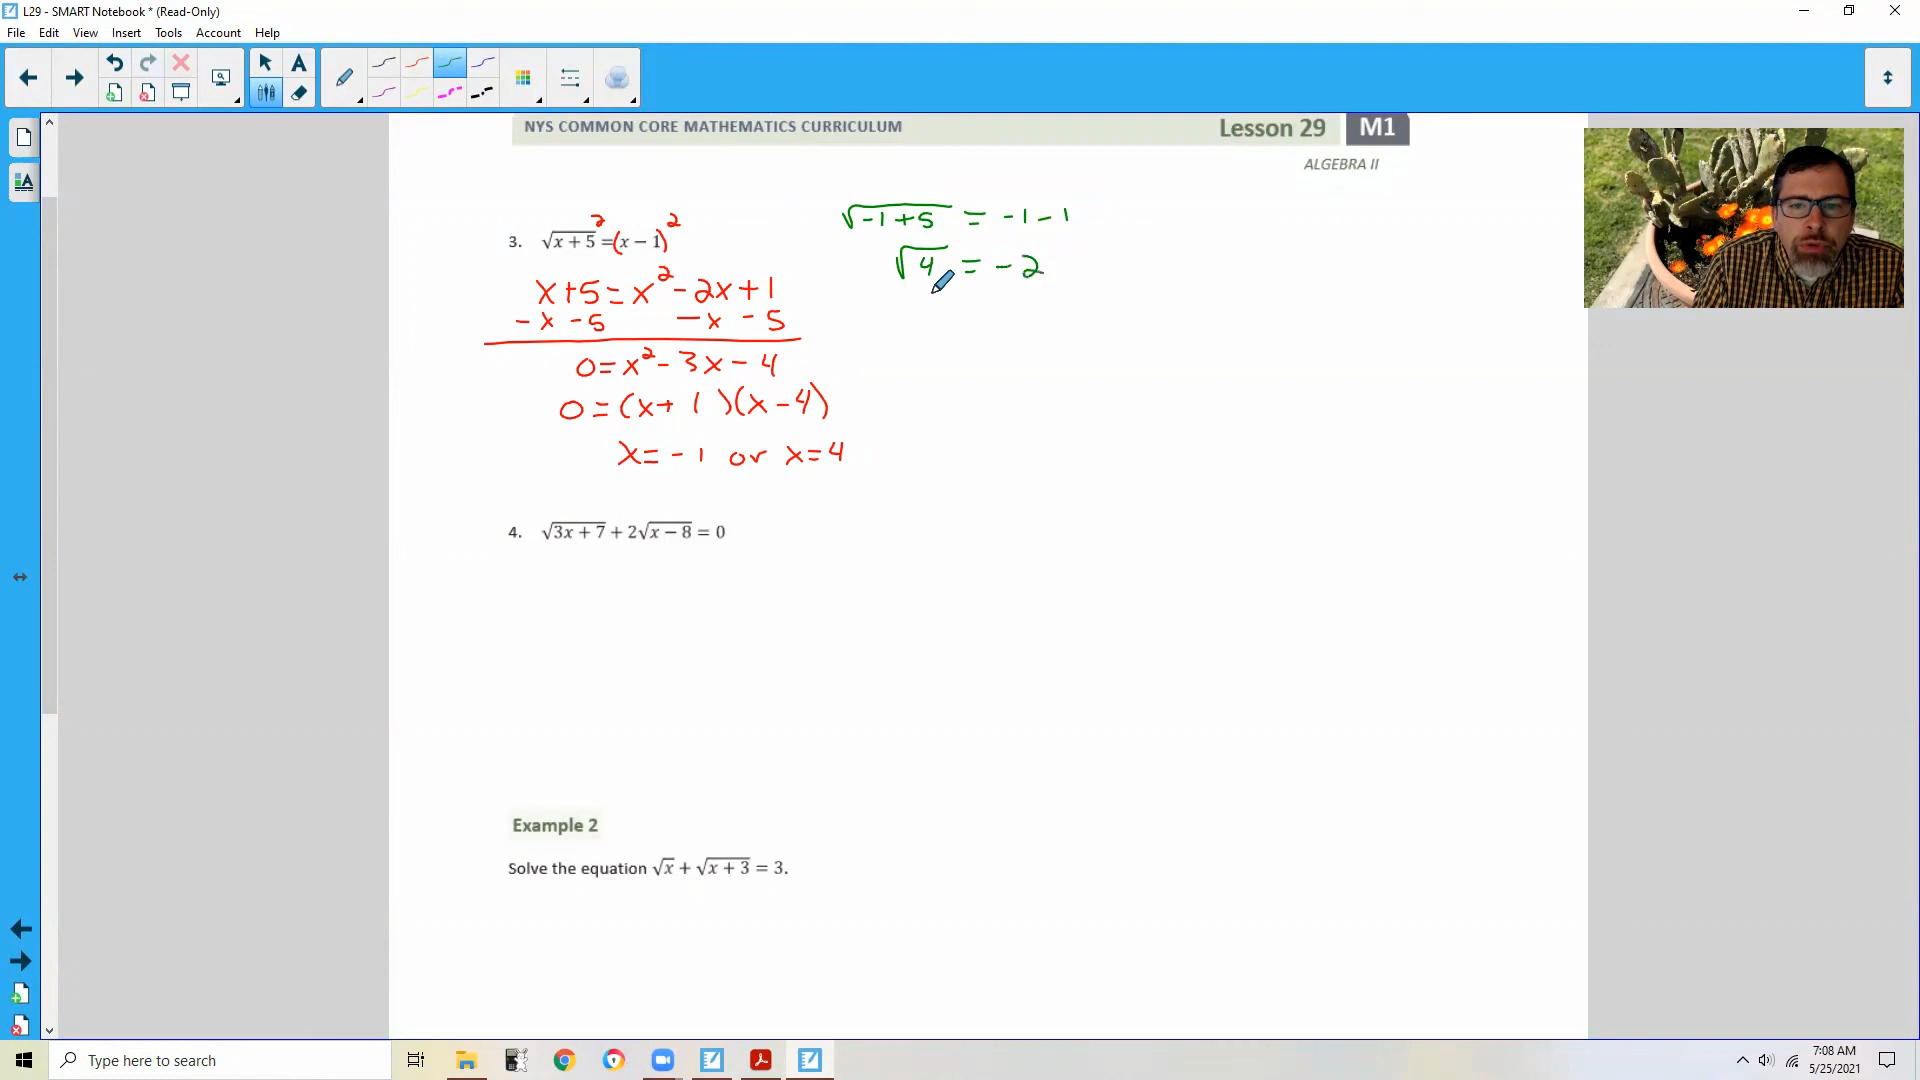 L29 - SMART Notebook * (Read-Only)
File Edit View Insert Tools Account Help
NYS COMMON CORE MATHEMATICS CURRICULUM Lesson 29 M1
ALGEBRA II
3. √(x + 5)² = (x − 1)²
x + 5 = x² - 2x + 1
- x - 5 - x - 5
0 = x² - 3x - 4
0 = (x + 1)(x - 4)
x = -1 or x = 4
√(-1 + 5) = -1 - 1
√4 = -2
4. √(3x + 7) + 2√(x − 8) = 0
Example 2
Solve the equation √x + √(x + 3) = 3.
Type here to search
7:08 AM
5/25/2021